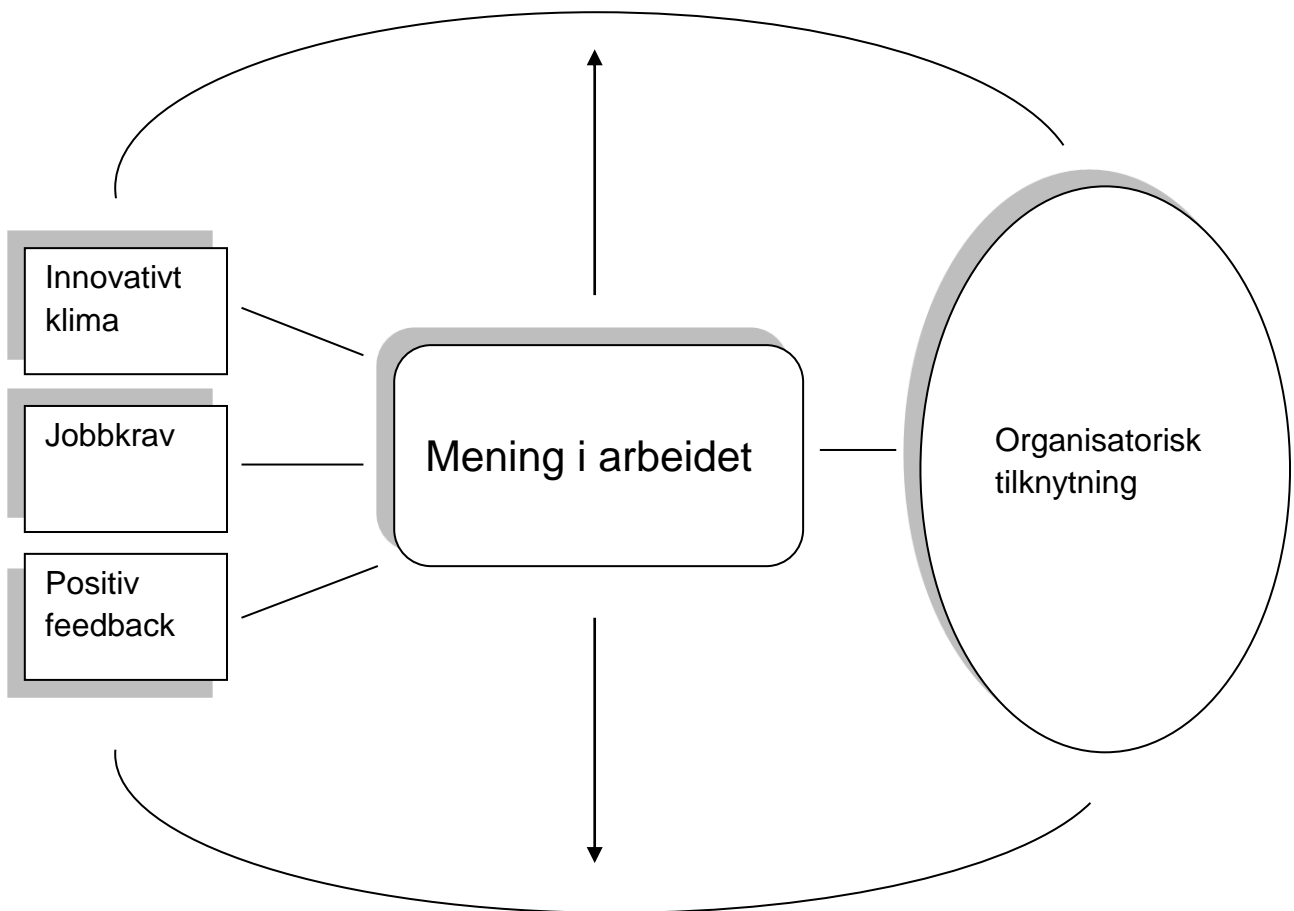 Innovativt
klima
Jobbkrav
Positiv
feedback
Mening i arbeidet
Organisatorisk
tilknytning